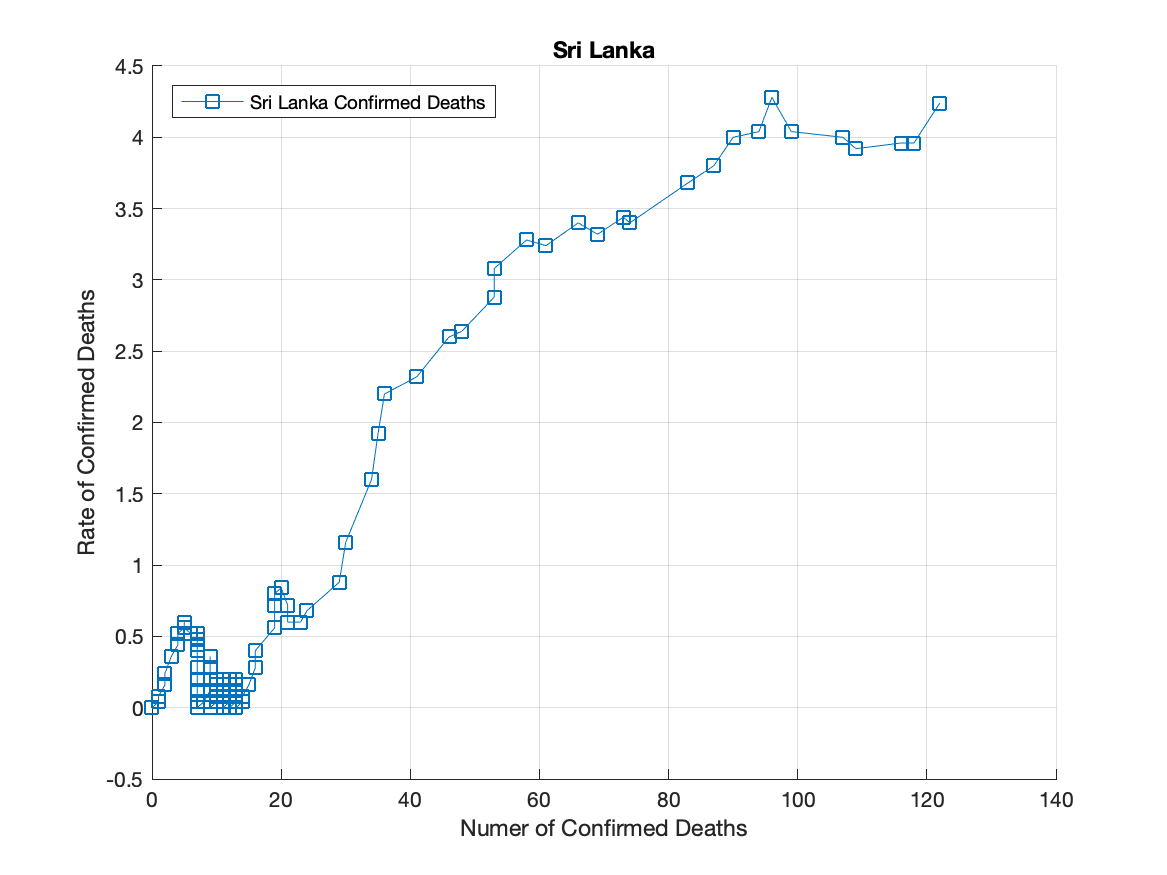 Sri Lanka
Sri Lanka Confirmed Deaths
Rate of Confirmed Deaths
4.5
4
3.5
3
2.5
2
1.5
1
0.5
0
-0.5
0 20 40 60 80 100 120 140
Numer of Confirmed Deaths